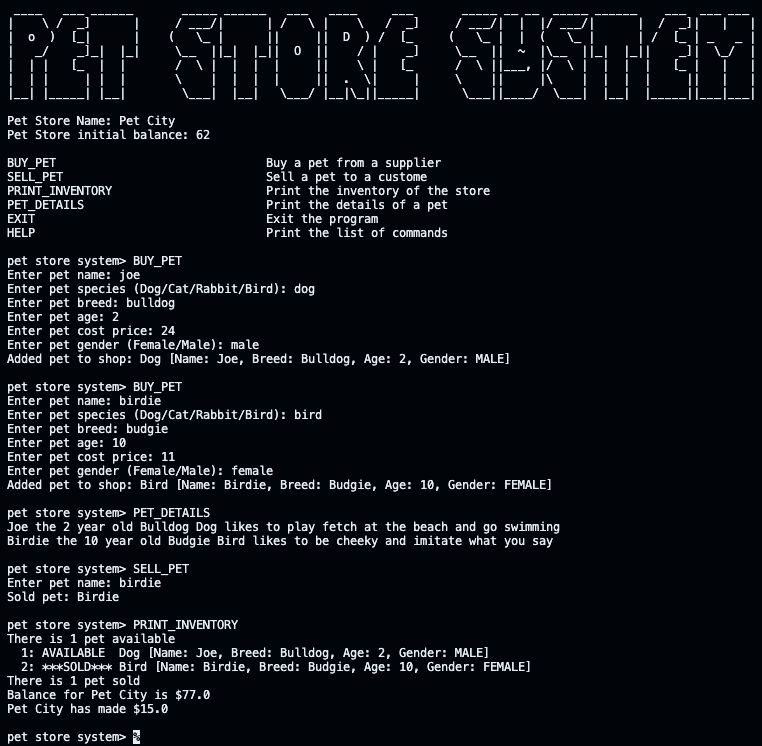 PET STORE SYSTEM
Pet Store Name: Pet City
Pet Store initial balance: 62
BUY_PET Buy a pet from a supplier
SELL_PET Sell a pet to a custome
PRINT_INVENTORY Print the inventory of the store
PET_DETAILS Print the details of a pet
EXIT Exit the program
HELP Print the list of commands
pet store system> BUY_PET
Enter pet name: joe
Enter pet species (Dog/Cat/Rabbit/Bird): dog
Enter pet breed: bulldog
Enter pet age: 2
Enter pet cost price: 24
Enter pet gender (Female/Male): male
Added pet to shop: Dog [Name: Joe, Breed: Bulldog, Age: 2, Gender: MALE]
pet store system> BUY_PET
Enter pet name: birdie
Enter pet species (Dog/Cat/Rabbit/Bird): bird
Enter pet breed: budgie
Enter pet age: 10
Enter pet cost price: 11
Enter pet gender (Female/Male): female
Added pet to shop: Bird [Name: Birdie, Breed: Budgie, Age: 10, Gender: FEMALE]
pet store system> PET_DETAILS
Joe the 2 year old Bulldog Dog likes to play fetch at the beach and go swimming
Birdie the 10 year old Budgie Bird likes to be cheeky and imitate what you say
pet store system> SELL_PET
Enter pet name: birdie
Sold pet: Birdie
pet store system> PRINT_INVENTORY
There is 1 pet available
1: AVAILABLE Dog [Name: Joe, Breed: Bulldog, Age: 2, Gender: MALE]
2: ***SOLD*** Bird [Name: Birdie, Breed: Budgie, Age: 10, Gender: FEMALE]
There is 1 pet sold
Balance for Pet City is $77.0
Pet City has made $15.0
pet store system> %